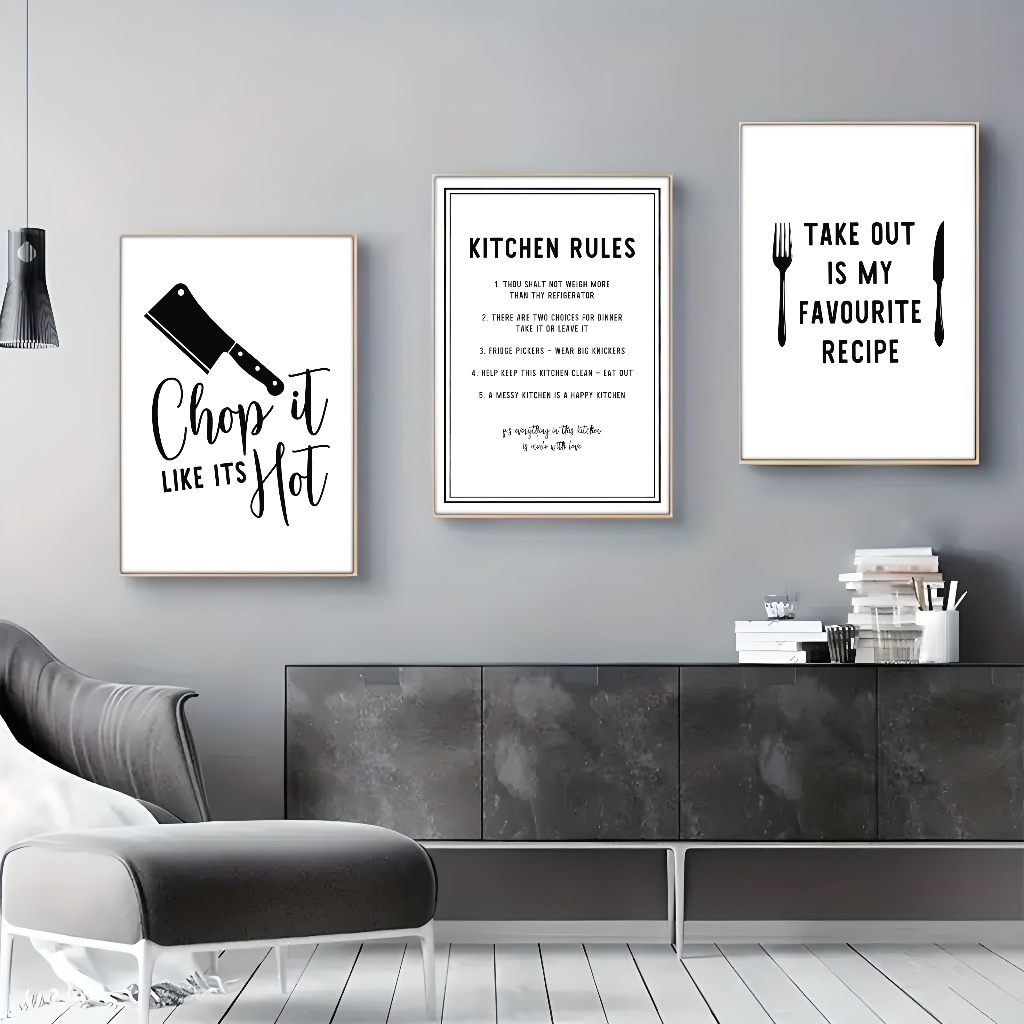 Chop it
LIKE ITS Hot
KITCHEN RULES
1. THOU SHALT NOT WEIGH MORE
THAN THY REFIGERATOR
2. THERE ARE TWO CHOICES FOR DINNER
TAKE IT OR LEAVE IT
3. FRIDGE PICKERS - WEAR BIG KNICKERS
4. HELP KEEP THIS KITCHEN CLEAN - EAT OUT
5. A MESSY KITCHEN IS A HAPPY KITCHEN
everything in this kitchen
is made with love
TAKE OUT
IS MY
FAVOURITE
RECIPE